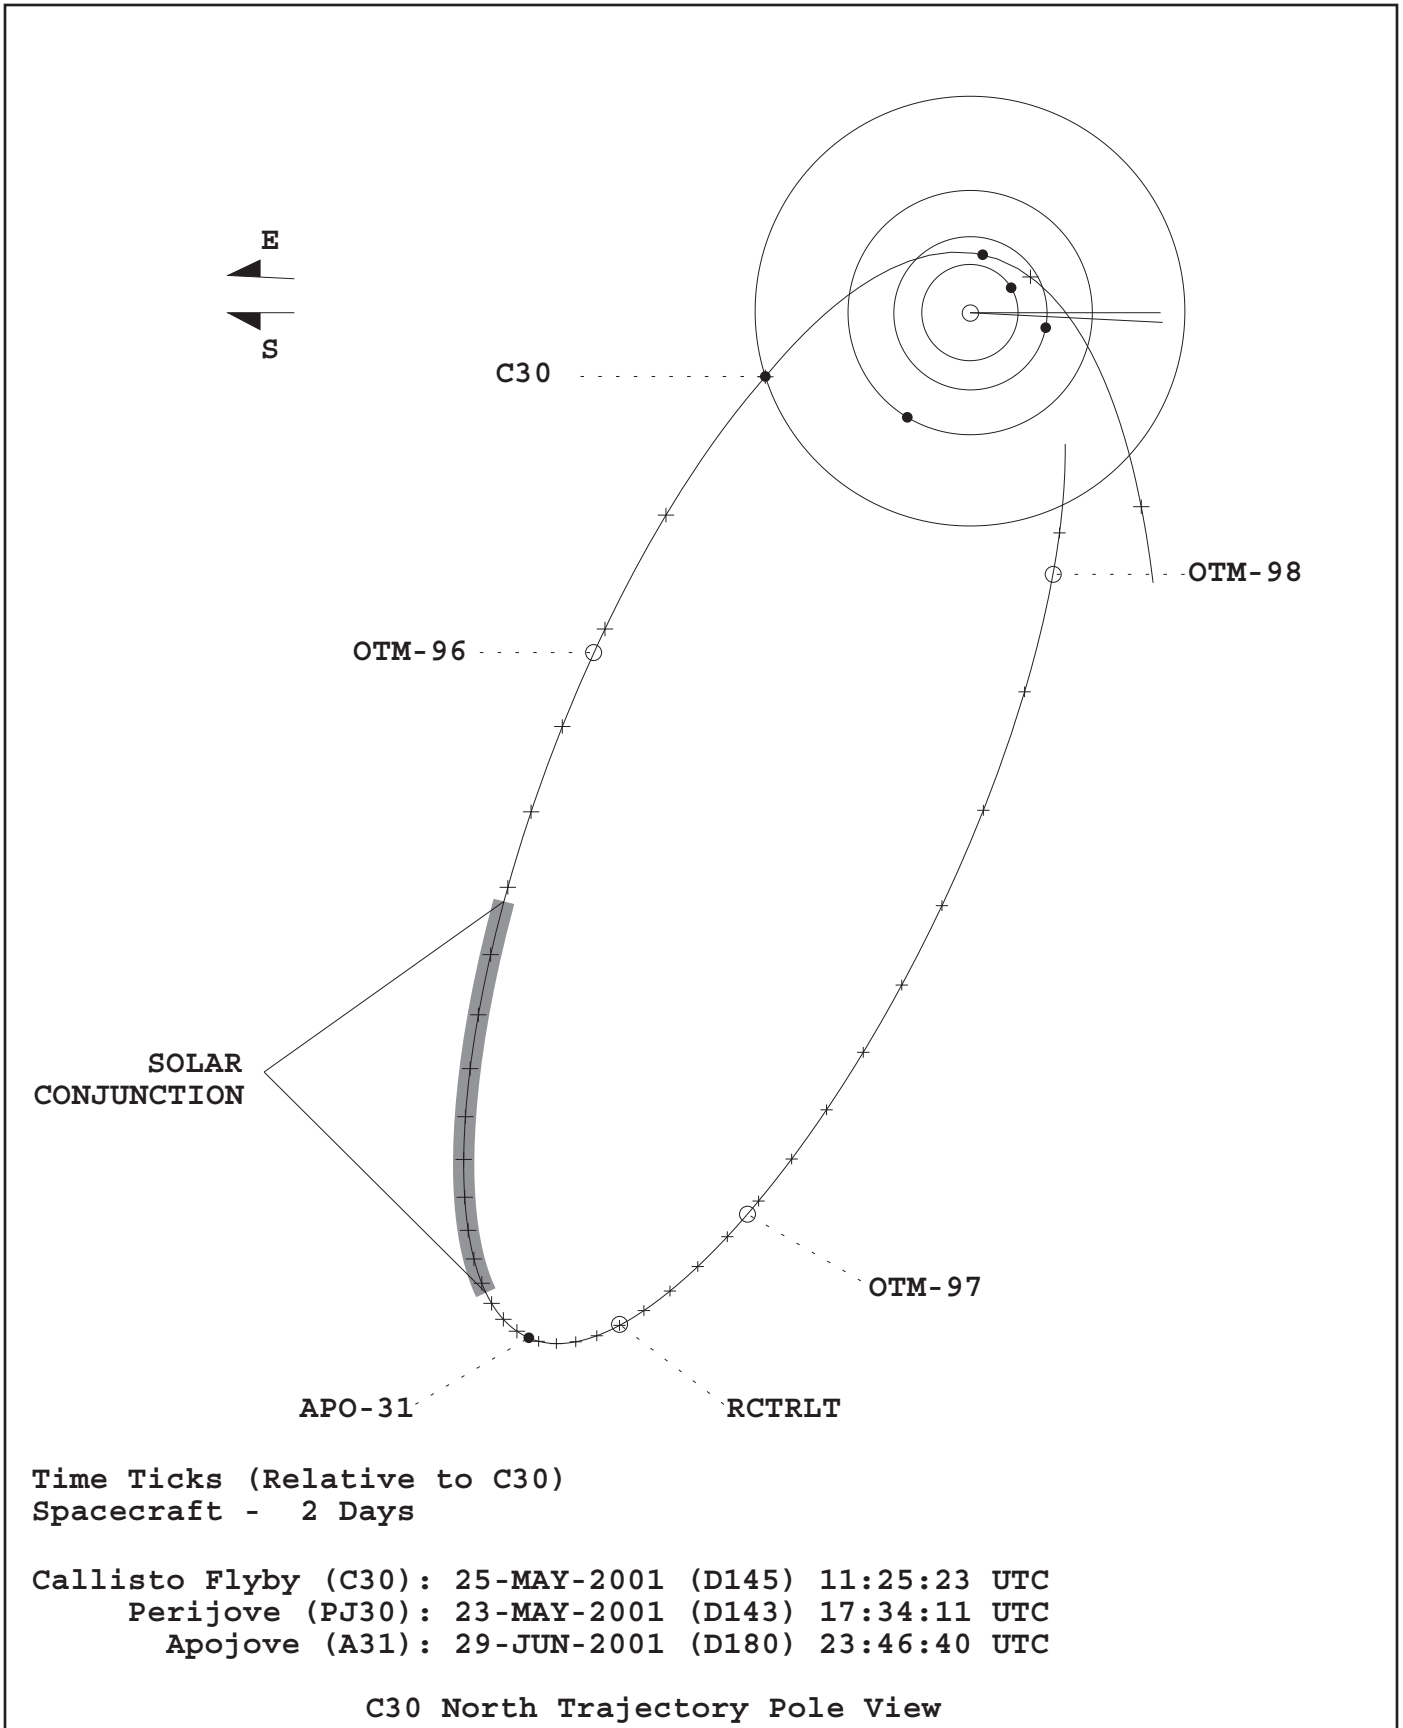 E
S
C30
OTM-98
OTM-96
SOLAR
CONJUNCTION
OTM-97
APO-31
RCTRLT
Time Ticks (Relative to C30)
Spacecraft - 2 Days
Callisto Flyby (C30): 25-MAY-2001 (D145) 11:25:23 UTC
Perijove (PJ30): 23-MAY-2001 (D143) 17:34:11 UTC
Apojove (A31): 29-JUN-2001 (D180) 23:46:40 UTC
C30 North Trajectory Pole View